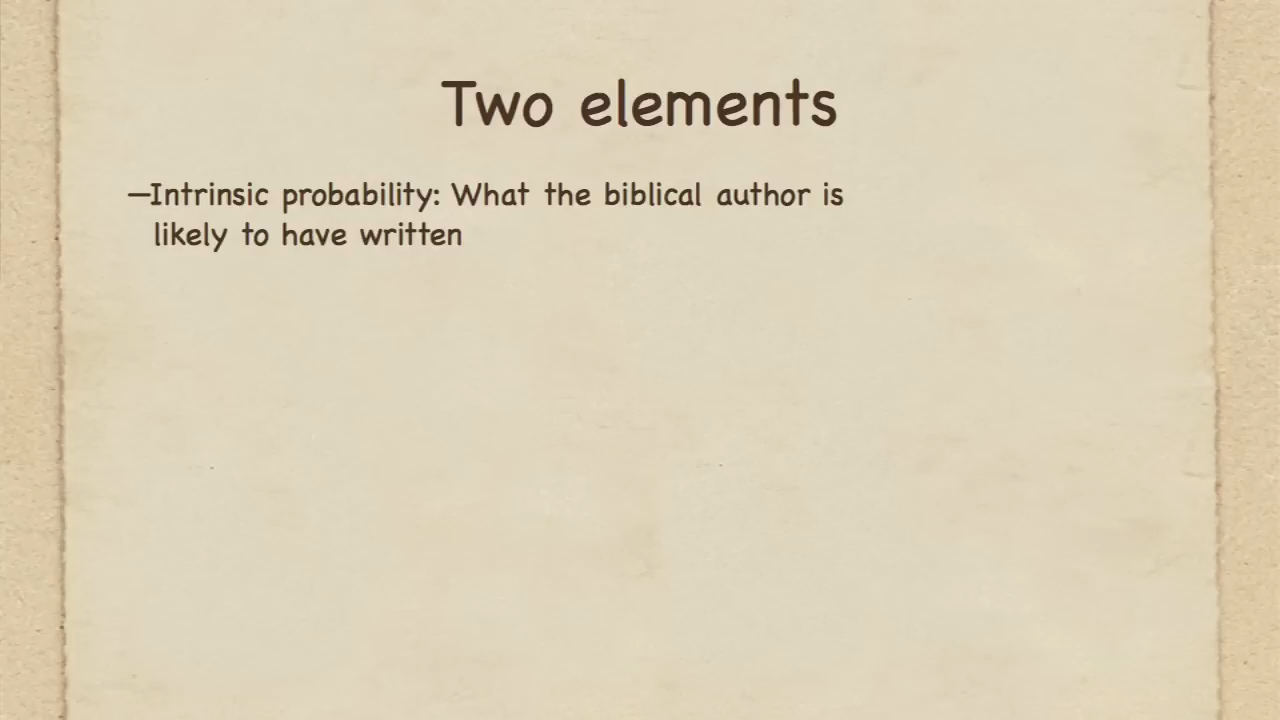 Two elements
—Intrinsic probability: What the biblical author is
likely to have written